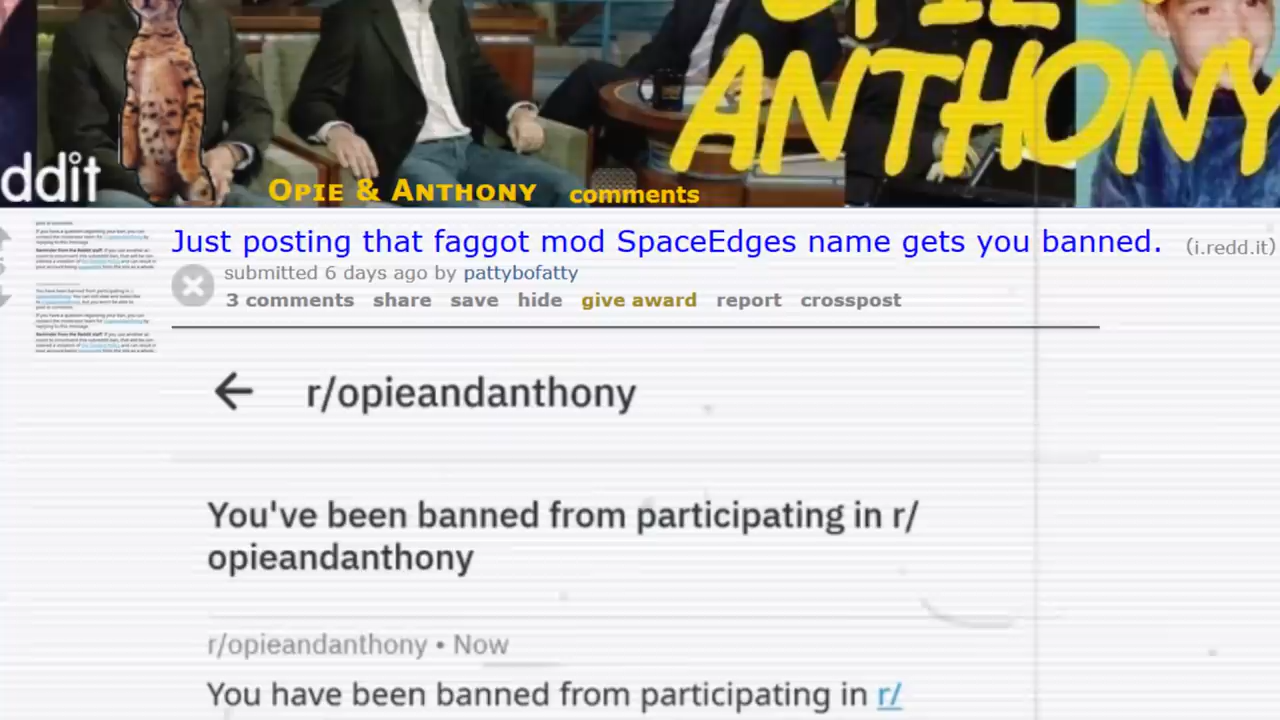 OPIE &
ANTHONY
ddit
OPIE & ANTHONY comments
Just posting that faggot mod SpaceEdges name gets you banned. (i.redd.it)
submitted 6 days ago by pattybofatty
3 comments share save hide give award report crosspost
r/opieandanthony
You've been banned from participating in r/
opieandanthony
r/opieandanthony • Now
You have been banned from participating in r/